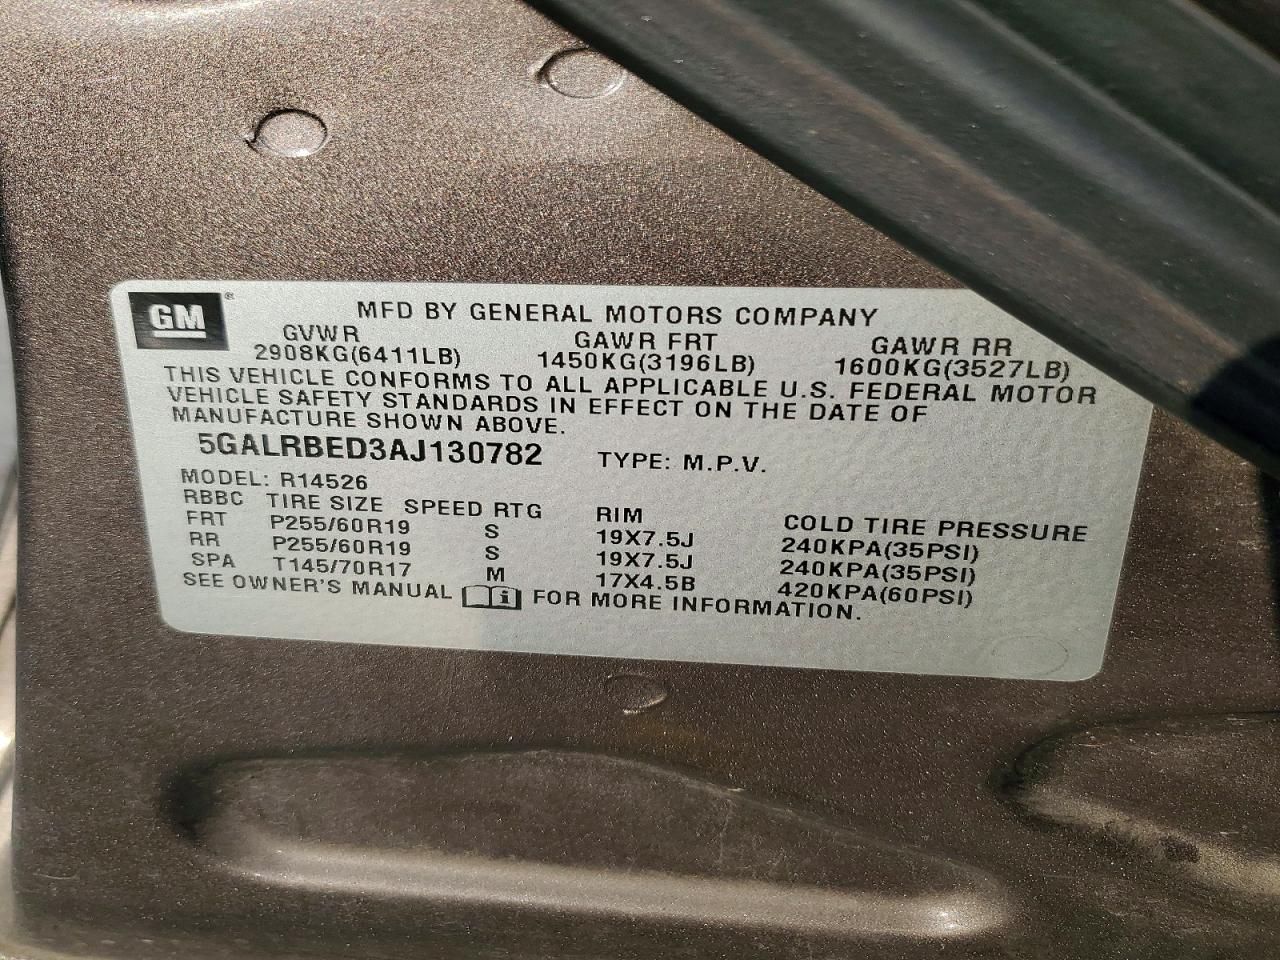 GM ®
MFD BY GENERAL MOTORS COMPANY
GVWR GAWR FRT GAWR RR
2908KG(6411LB) 1450KG(3196LB) 1600KG(3527LB)
THIS VEHICLE CONFORMS TO ALL APPLICABLE U.S. FEDERAL MOTOR
VEHICLE SAFETY STANDARDS IN EFFECT ON THE DATE OF
MANUFACTURE SHOWN ABOVE.
5GALRBED3AJ130782 TYPE: M.P.V.
MODEL: R14526
RBBC TIRE SIZE SPEED RTG RIM COLD TIRE PRESSURE
FRT P255/60R19 S 19X7.5J 240KPA(35PSI)
RR P255/60R19 S 19X7.5J 240KPA(35PSI)
SPA T145/70R17 M 17X4.5B 420KPA(60PSI)
SEE OWNER'S MANUAL i FOR MORE INFORMATION.